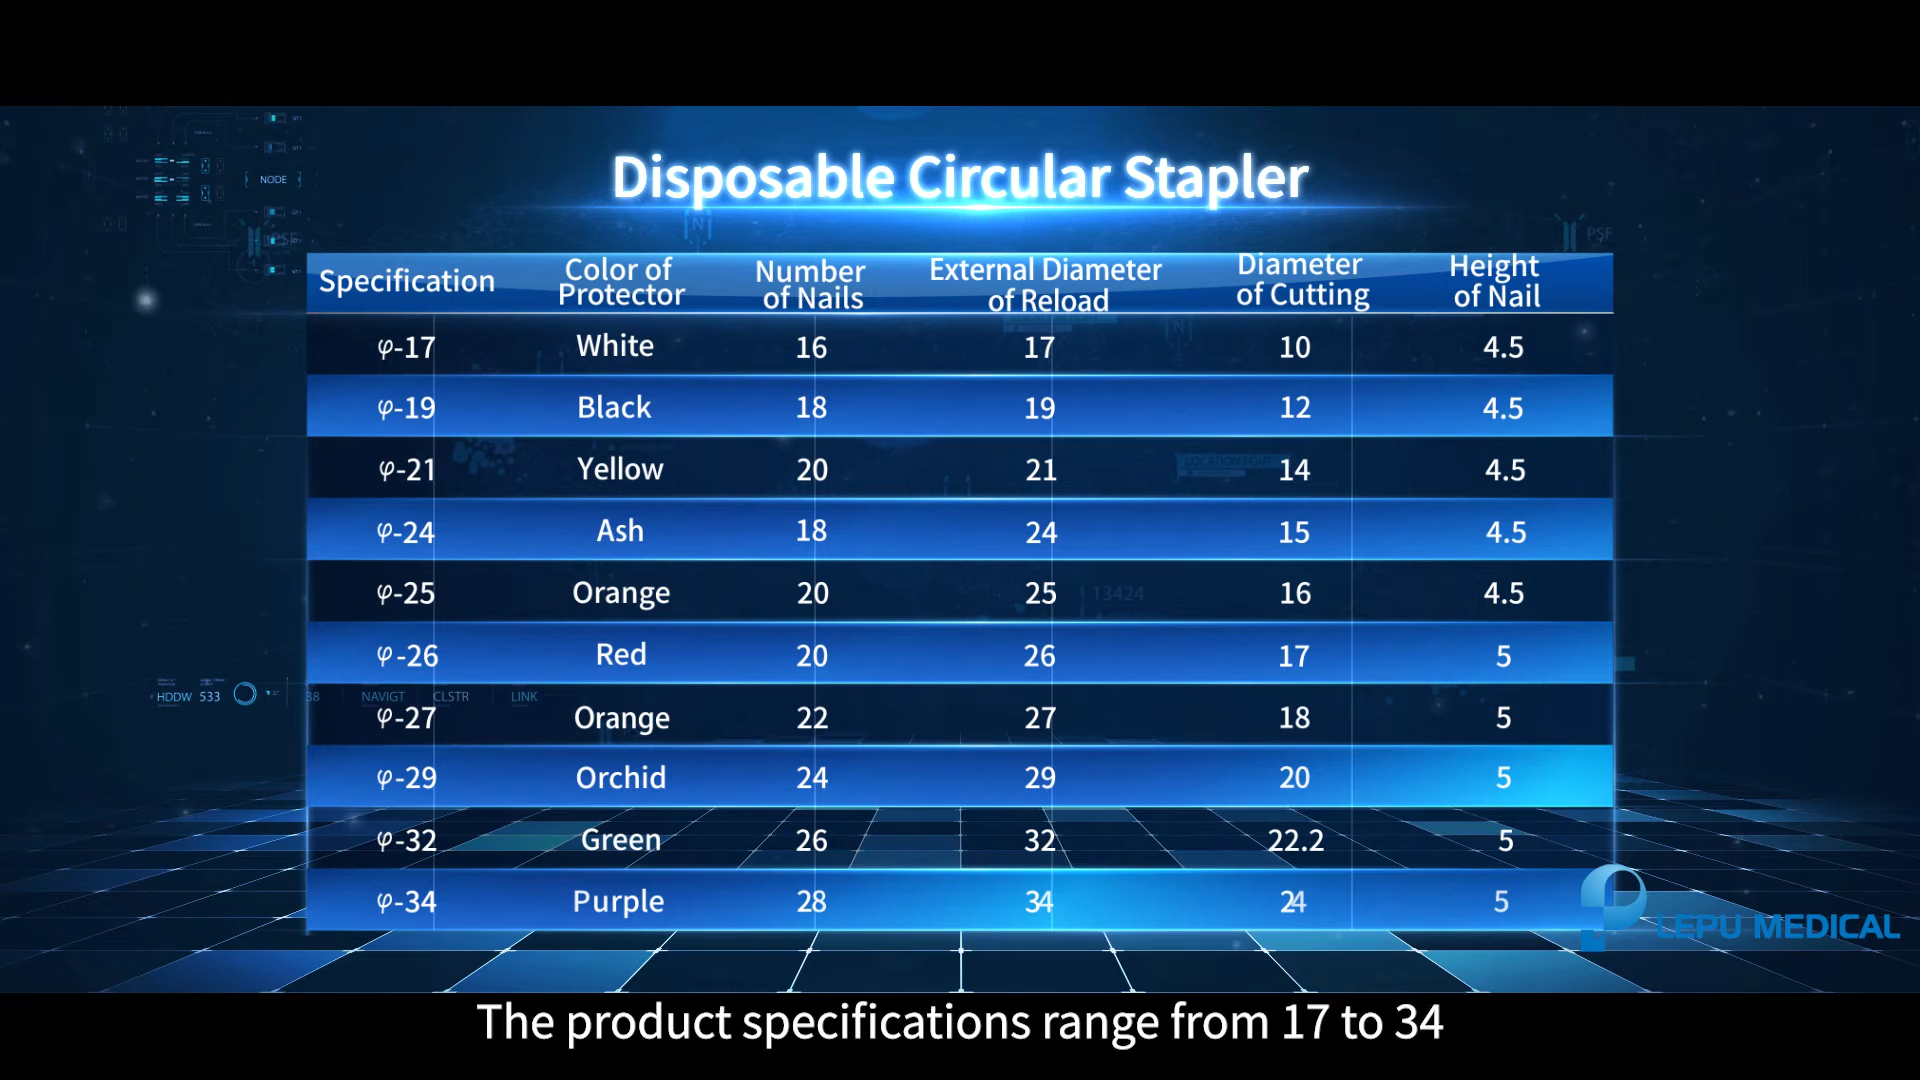 NODE
Disposable Circular Stapler
PSF
Specification Color of Protector Number of Nails External Diameter of Reload Diameter of Cutting Height of Nail
φ-17 White 16 17 10 4.5
φ-19 Black 18 19 12 4.5
φ-21 Yellow 20 21 14 4.5
φ-24 Ash 18 24 15 4.5
φ-25 Orange 20 25 16 4.5
13424
φ-26 Red 20 26 17 5
HDDW 533 38 NAVIGT CLSTR LINK
φ-27 Orange 22 27 18 5
φ-29 Orchid 24 29 20 5
φ-32 Green 26 32 22.2 5
φ-34 Purple 28 34 24 5
LEPU MEDICAL
The product specifications range from 17 to 34